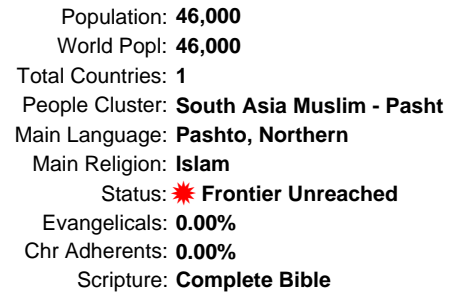 Population: 46,000
World Popl: 46,000
Total Countries: 1
People Cluster: South Asia Muslim - Pasht
Main Language: Pashto, Northern
Main Religion: Islam
Status: Frontier Unreached
Evangelicals: 0.00%
Chr Adherents: 0.00%
Scripture: Complete Bible